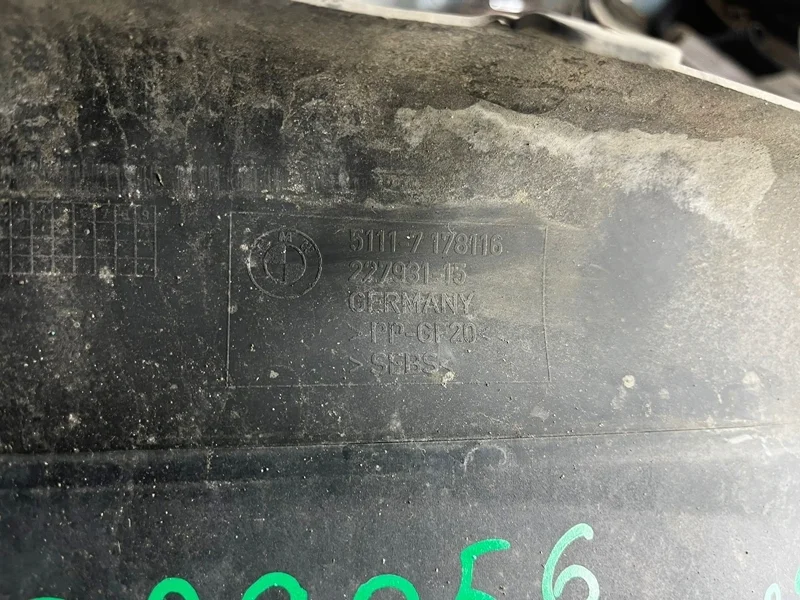 5111 7 178116
227931-15
GERMANY
>PP-GF20<
>SEBS<